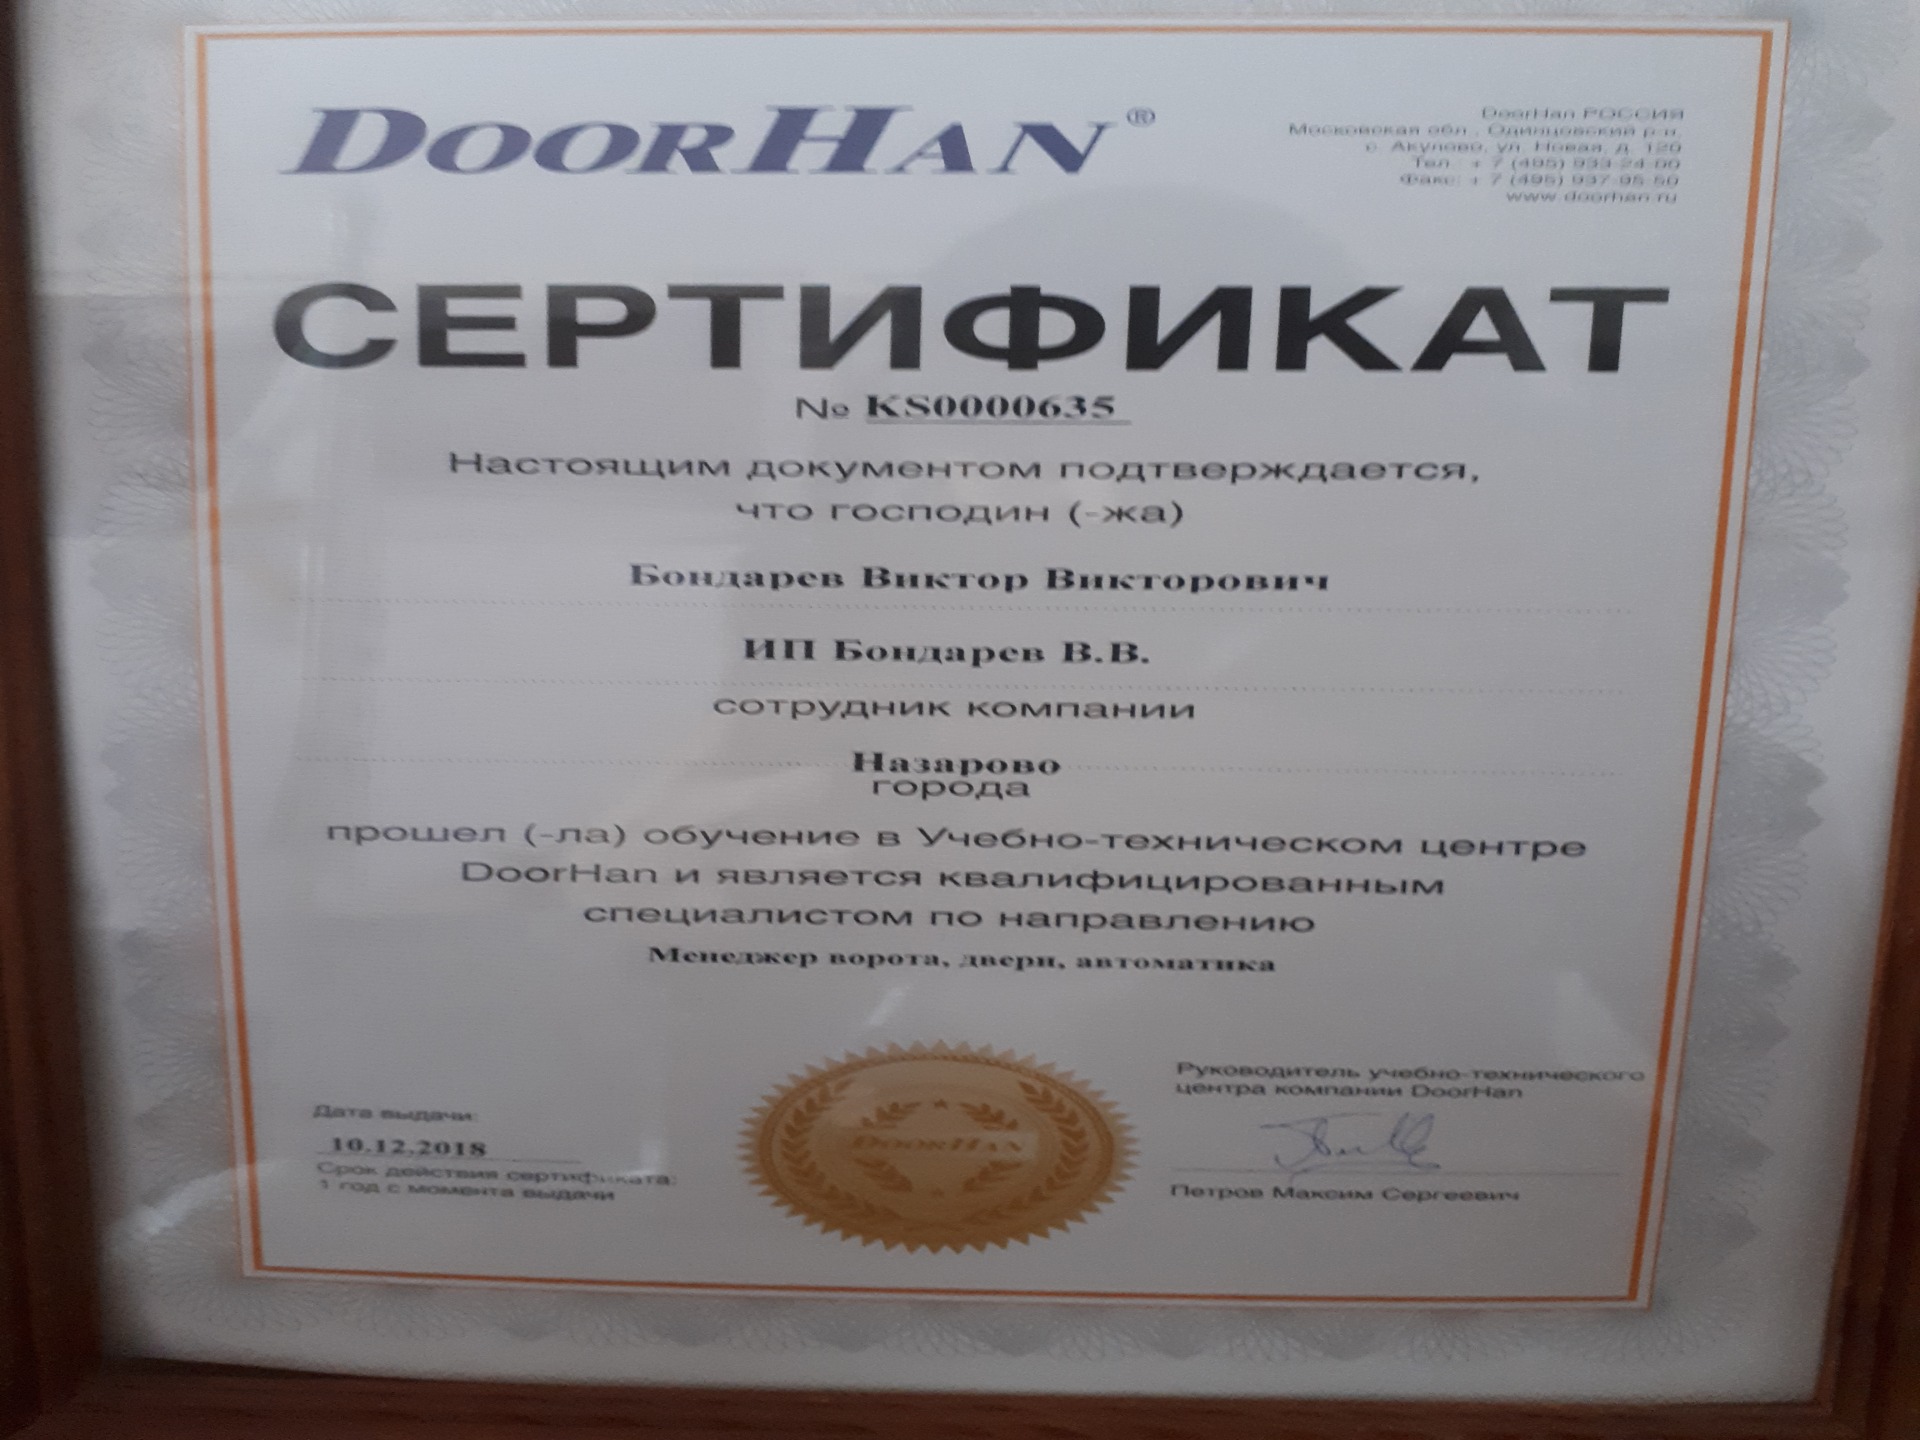 DOORHAN®
DoorHan РОССИЯ
Московская обл., Одинцовский р-н,
с. Акулово, ул. Новая, д. 120
Тел.: + 7 (495) 933-24-00
Факс: + 7 (495) 937-95-50
www.doorhan.ru
СЕРТИФИКАТ
№ KS0000635
Настоящим документом подтверждается,
что господин (-жа)
Бондарев Виктор Викторович
ИП Бондарев В.В.
сотрудник компании
Назарово
города
прошел (-ла) обучение в Учебно-техническом центре
DoorHan и является квалифицированным
специалистом по направлению
Менеджер ворота, двери, автоматика
Дата выдачи:
10.12.2018
Срок действия сертификата:
1 год с момента выдачи
DOORHAN
Руководитель учебно-технического
центра компании DoorHan
Петров Максим Сергеевич